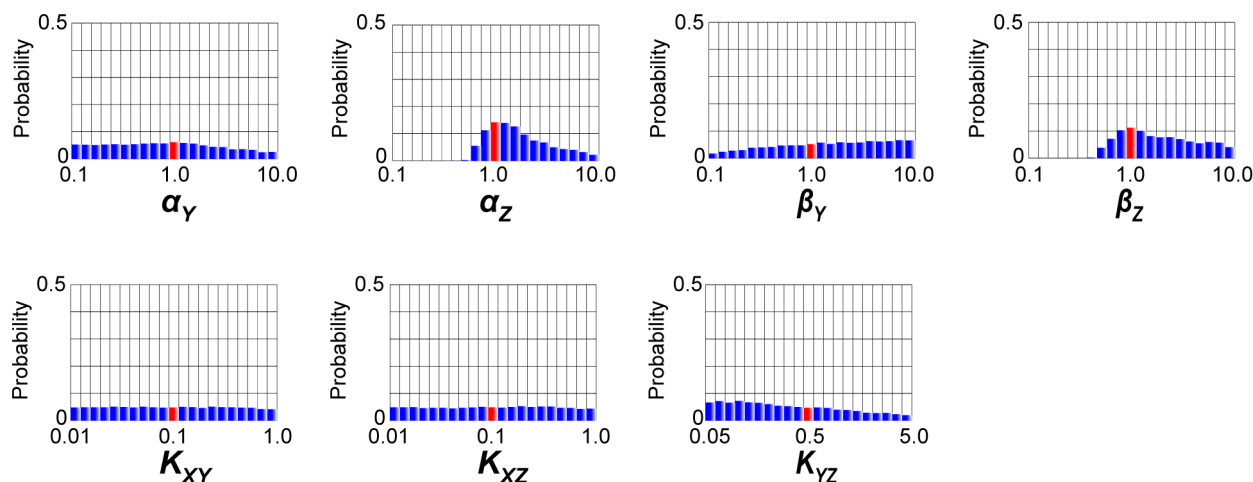 0.5 0.5 0.5 0.5
Probability Probability Probability Probability
0 0 0 0
0.1 1.0 10.0 0.1 1.0 10.0 0.1 1.0 10.0 0.1 1.0 10.0
αY αZ βY βZ
0.5 0.5 0.5
Probability Probability Probability
0 0 0
0.01 0.1 1.0 0.01 0.1 1.0 0.05 0.5 5.0
KXY KXZ KYZ